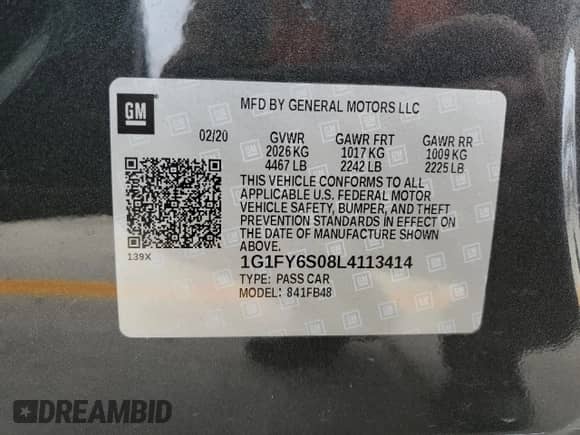 GM
MFD BY GENERAL MOTORS LLC
02/20 GVWR GAWR FRT GAWR RR
2026 KG 1017 KG 1009 KG
4467 LB 2242 LB 2225 LB
THIS VEHICLE CONFORMS TO ALL
APPLICABLE U.S. FEDERAL MOTOR
VEHICLE SAFETY, BUMPER, AND THEFT
PREVENTION STANDARDS IN EFFECT ON
THE DATE OF MANUFACTURE SHOWN
ABOVE.
139X
1G1FY6S08L4113414
TYPE: PASS CAR
MODEL: 841FB48
DREAMBID